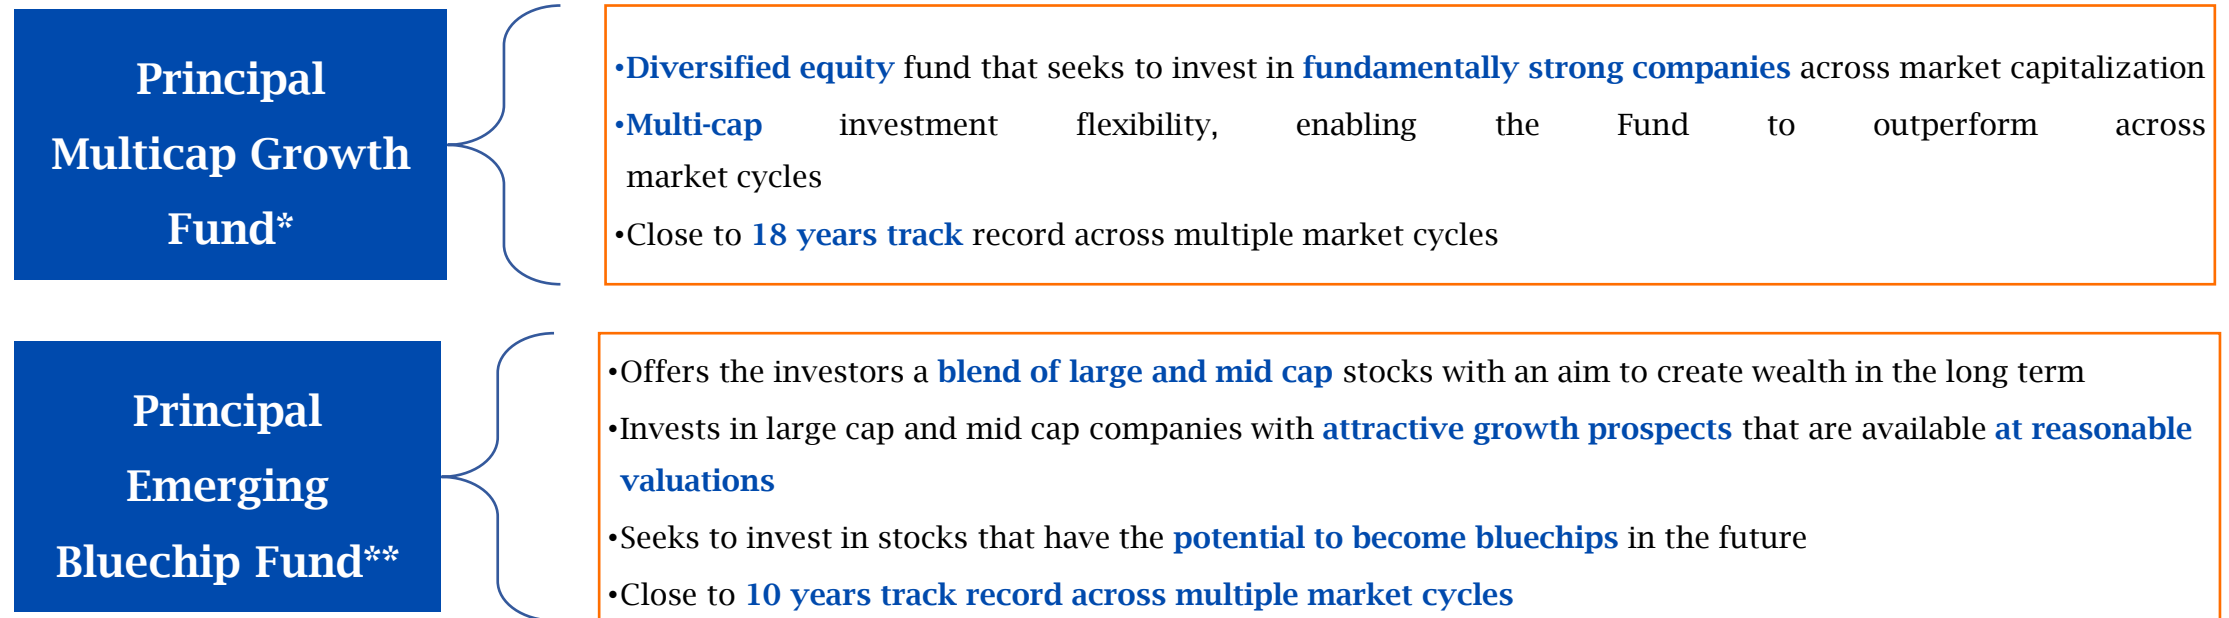 Principal
Multicap Growth
Fund*
•Diversified equity fund that seeks to invest in fundamentally strong companies across market capitalization
•Multi-cap investment flexibility, enabling the Fund to outperform across
market cycles
•Close to 18 years track record across multiple market cycles
Principal
Emerging
Bluechip Fund**
•Offers the investors a blend of large and mid cap stocks with an aim to create wealth in the long term
•Invests in large cap and mid cap companies with attractive growth prospects that are available at reasonable
valuations
•Seeks to invest in stocks that have the potential to become bluechips in the future
•Close to 10 years track record across multiple market cycles